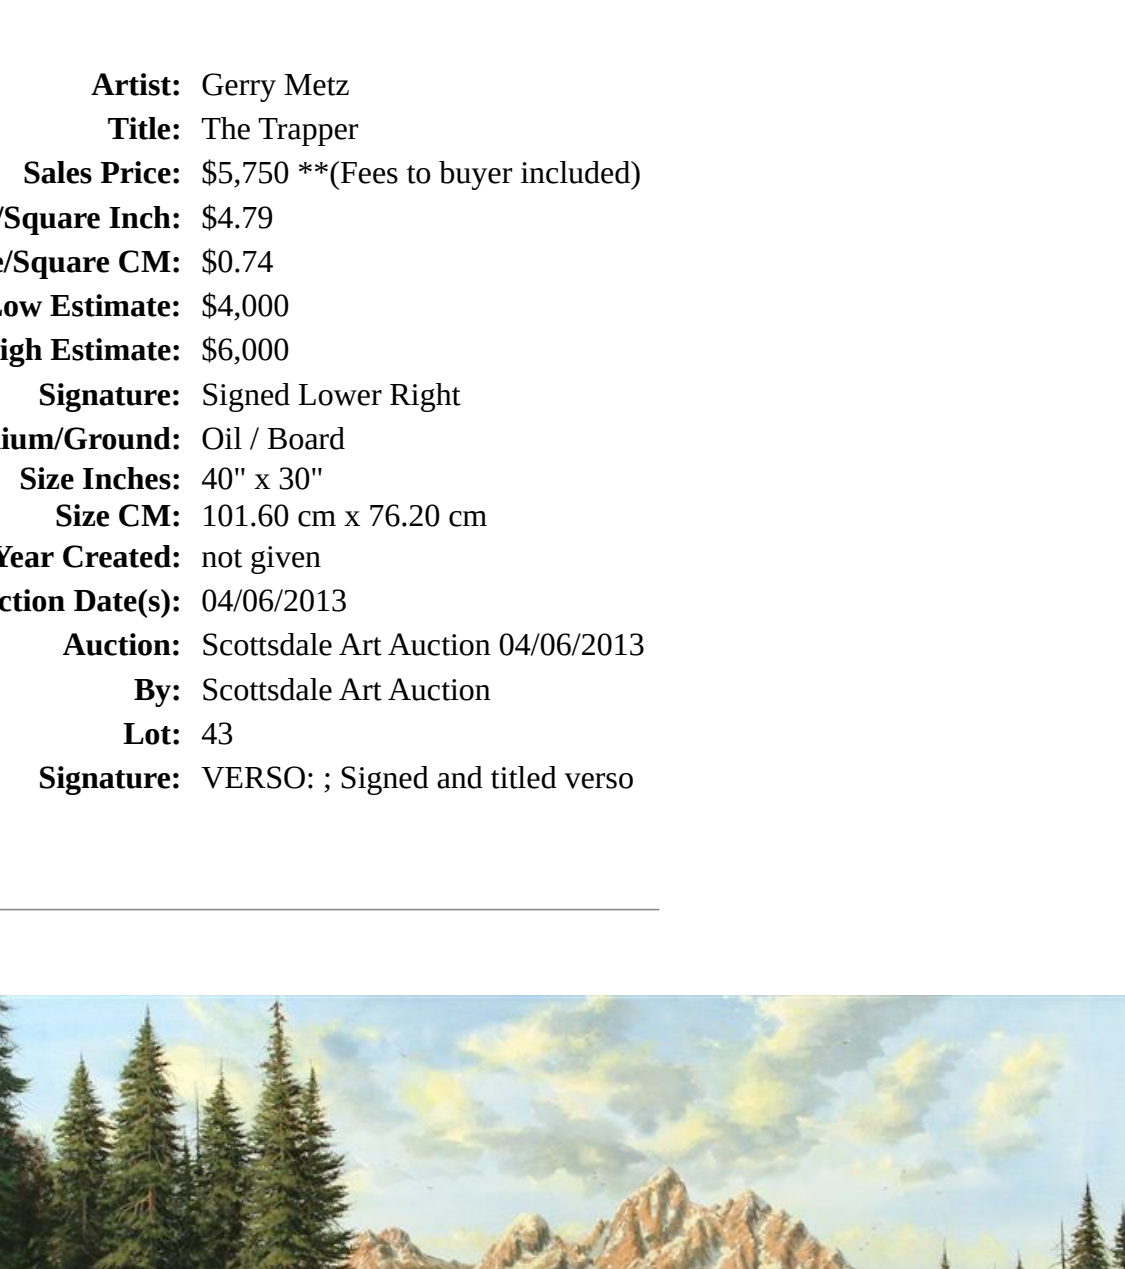 Artist: Gerry Metz
Title: The Trapper
Sales Price: $5,750 **(Fees to buyer included)
/Square Inch: $4.79
e/Square CM: $0.74
Low Estimate: $4,000
igh Estimate: $6,000
Signature: Signed Lower Right
ium/Ground: Oil / Board
Size Inches: 40" x 30"
Size CM: 101.60 cm x 76.20 cm
Year Created: not given
ction Date(s): 04/06/2013
Auction: Scottsdale Art Auction 04/06/2013
By: Scottsdale Art Auction
Lot: 43
Signature: VERSO: ; Signed and titled verso